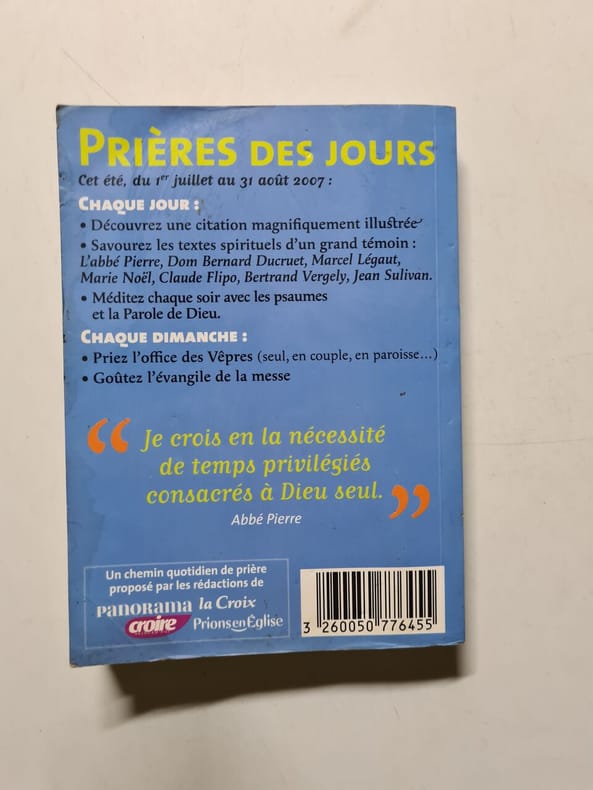 PRIÈRES DES JOURS
Cet été, du 1er juillet au 31 août 2007 :
CHAQUE JOUR :
• Découvrez une citation magnifiquement illustrée
• Savourez les textes spirituels d'un grand témoin :
L'abbé Pierre, Dom Bernard Ducruet, Marcel Légaut,
Marie Noël, Claude Flipo, Bertrand Vergely, Jean Sulivan.
• Méditez chaque soir avec les psaumes
et la Parole de Dieu.
CHAQUE DIMANCHE :
• Priez l'office des Vêpres (seul, en couple, en paroisse...)
• Goûtez l'évangile de la messe
“ Je crois en la nécessité
de temps privilégiés
consacrés à Dieu seul. ”
Abbé Pierre
Un chemin quotidien de prière
proposé par les rédactions de
PANORAMA la Croix
croire Prions en Église
3 260050 776455